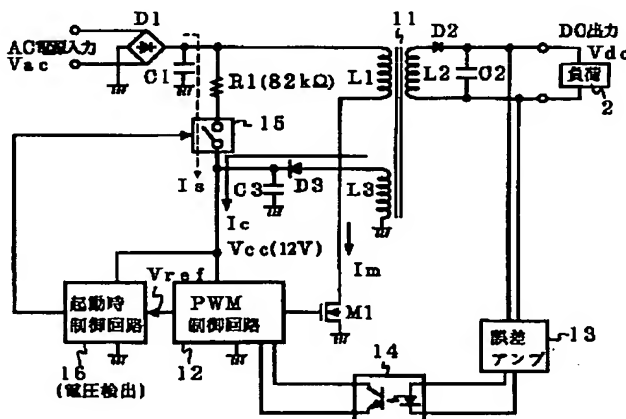 D1
AC電源入力
Vac
C1
R1(82kΩ)
15
Is
C3
D3
Ic
Vcc(12V)
11
L1
L2
L3
D2
C2
DC出力
Vdc
負荷
2
Im
M1
Vref
起動時
制御回路
16
(電圧検出)
PWM
制御回路
12
14
誤差
アンプ
13